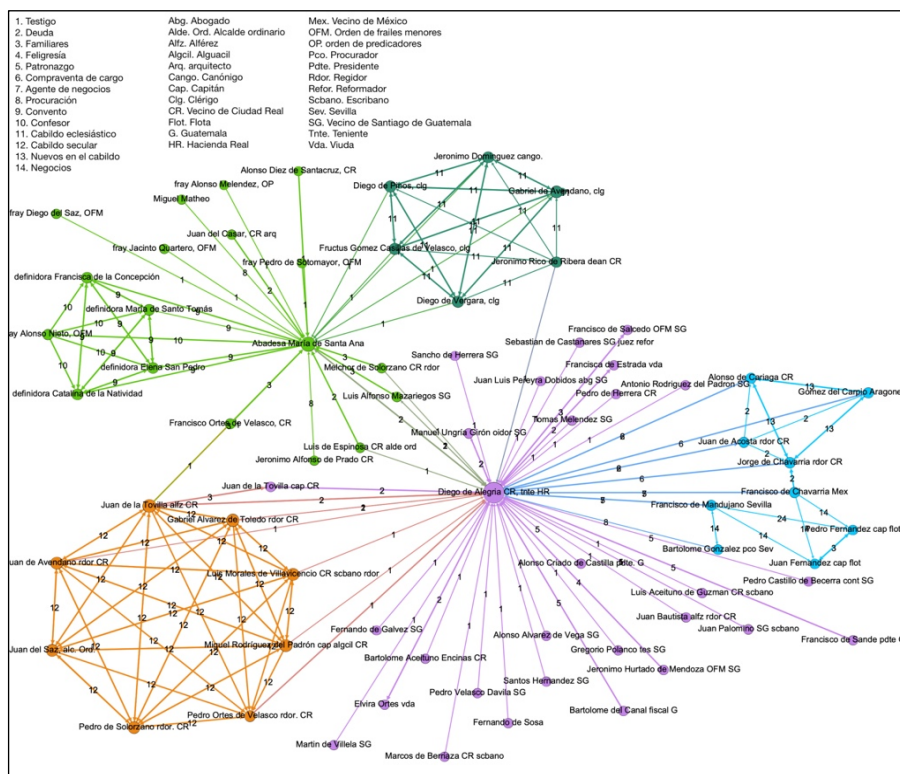 1. Testigo
2. Deuda
3. Familiares
4. Feligresía
5. Patronazgo
6. Compraventa de cargo
7. Agente de negocios
8. Procuración
9. Convento
10. Confesor
11. Cabildo eclesiástico
12. Cabildo secular
13. Nuevos en el cabildo
14. Negocios
Abg. Abogado
Alde. Ord. Alcalde ordinario
Alfz. Alférez
Algcil. Alguacil
Arq. arquitecto
Cango. Canónigo
Cap. Capitán
Clg. Clérigo
CR. Vecino de Ciudad Real
Flot. Flota
G. Guatemala
HR. Hacienda Real
Mex. Vecino de México
OFM. Orden de frailes menores
OP. orden de predicadores
Pco. Procurador
Pdte. Presidente
Rdor. Regidor
Refor. Reformador
Scbano. Escribano
Sev. Sevilla
SG. Vecino de Santiago de Guatemala
Tnte. Teniente
Vda. Viuda
Jeronimo Dominguez cango.
Alonso Diez de Santacruz, CR
fray Alonso Melendez, OP
Diego de Pinos, clg
Gabriel de Avendano, clg
Miguel Matheo
fray Diego del Saz, OFM
Juan del Casar, CR arq
fray Jacinto Quartero, OFM
Fructus Gomez Casillas de Velasco, clg
fray Pedro de Sotomayor, OFM
Jeronimo Rico de Ribera dean CR
definidora Francisca de la Concepción
Diego de Vergara, clg
definidora María de Santo Tomás
ray Alonso Nieto, OFM
Abadesa María de Santa Ana
Francisco de Salcedo OFM SG
Sebastian de Castanares SG juez refor
Sancho de Herrera SG
definidora Elena San Pedro
Melchor de Solorzano CR rdor
Francisca de Estrada vda
Juan Luis Pereyra Dobidos abg SG
Alonso de Cariaga CR
Antonio Rodriguez del Padron SG
definidora Catalina de la Natividad
Luis Alfonso Mazariegos SG
Pedro de Herrera CR
Gomez del Carpio Aragone
Tomas Melendez SG
Francisco Ortes de Velasco, CR
Manuel Ungria Girón oidor SG
Juan de Acosta rdor CR
Luis de Espinosa CR alde ord
Jeronimo Alfonso de Prado CR
Jorge de Chavarria rdor CR
Juan de la Tovilla cap CR
Diego de Alegria CR, tnte HR
Francisco de Chavarria Mex
Juan de la Tovilla alfz CR
Francisco de Mandujano Sevilla
Gabriel Alvarez de Toledo rdor CR
Pedro Fernandez cap flot
Bartolome Gonzalez pco Sev
Juan de Avendano rdor CR
Alonso Criado de Castilla pdte. G
Juan Fernandez cap flot
Luis Morales de Villavicencio CR scbano rdor
Pedro Castillo de Becerra cont SG
Luis Aceituno de Guzman CR scbano
Juan Bautista alfz rdor CR
Fernando de Galvez SG
Juan Palomino SG scbano
Alonso Alvarez de Vega SG
Francisco de Sande pdte G
Miguel Rodríguez del Padrón cap algcil CR
Juan del Saz, alc. Ord.
Gregorio Polanco tes SG
Bartolome Aceituno Encinas CR
Jeronimo Hurtado de Mendoza OFM SG
Santos Hernandez SG
Pedro Velasco Davila SG
Elvira Ortes vda
Bartolome del Canal fiscal G
Pedro Ortes de Velasco rdor. CR
Fernando de Sosa
Pedro de Solorzano rdor. CR
Martin de Villela SG
Marcos de Berriaza CR scbano